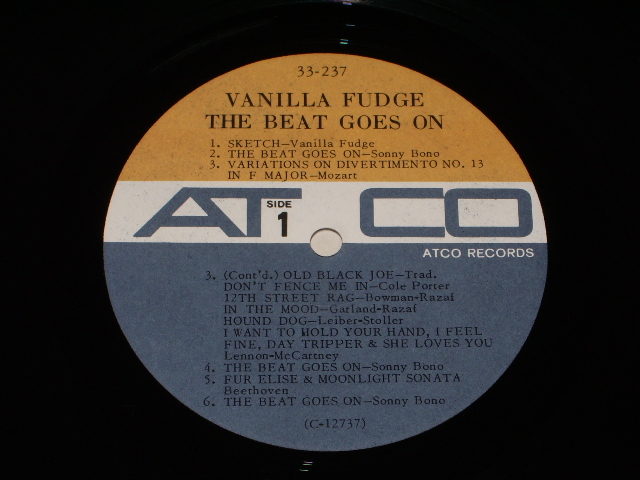 33-237
VANILLA FUDGE
THE BEAT GOES ON
1. SKETCH—Vanilla Fudge
2. THE BEAT GOES ON—Sonny Bono
3. VARIATIONS ON DIVERTIMENTO NO. 13
IN F MAJOR—Mozart
ATCO
SIDE
1
ATCO RECORDS
3. (Cont'd.) OLD BLACK JOE—Trad.
DON'T FENCE ME IN—Cole Porter
12TH STREET RAG—Bowman-Razaf
IN THE MOOD—Garland-Razaf
HOUND DOG—Leiber-Stoller
I WANT TO HOLD YOUR HAND, I FEEL
FINE, DAY TRIPPER & SHE LOVES YOU
Lennon-McCartney
4. THE BEAT GOES ON—Sonny Bono
5. FUR ELISE & MOONLIGHT SONATA
Beethoven
6. THE BEAT GOES ON—Sonny Bono
(C-12737)